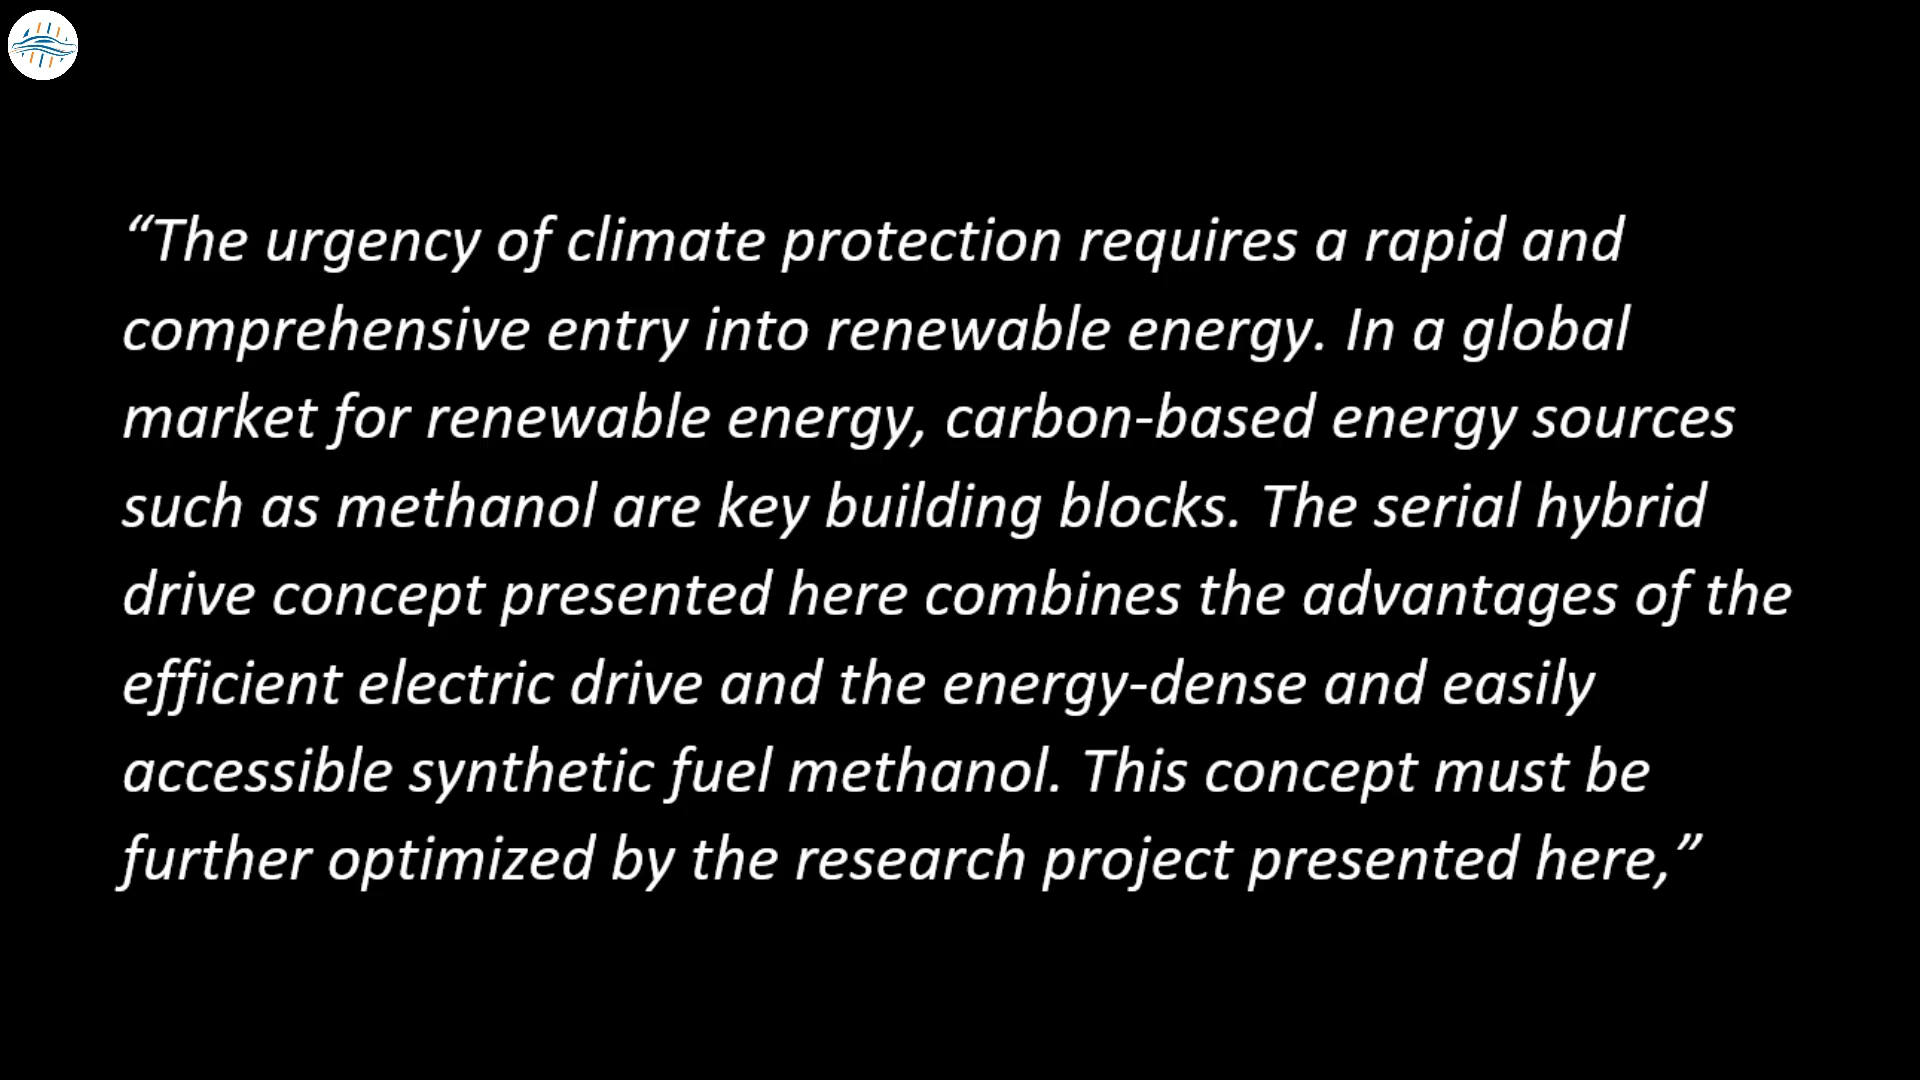 “The urgency of climate protection requires a rapid and
comprehensive entry into renewable energy. In a global
market for renewable energy, carbon-based energy sources
such as methanol are key building blocks. The serial hybrid
drive concept presented here combines the advantages of the
efficient electric drive and the energy-dense and easily
accessible synthetic fuel methanol. This concept must be
further optimized by the research project presented here,”